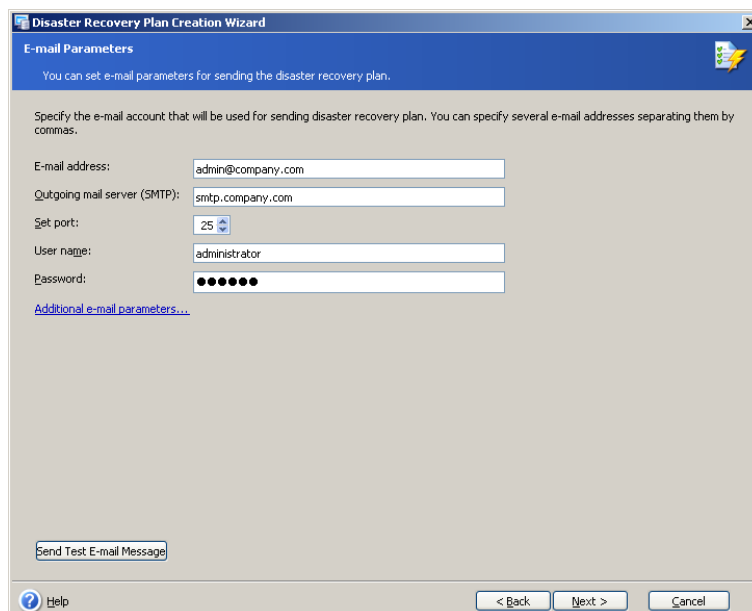 Disaster Recovery Plan Creation Wizard
E-mail Parameters
You can set e-mail parameters for sending the disaster recovery plan.
Specify the e-mail account that will be used for sending disaster recovery plan. You can specify several e-mail addresses separating them by
commas.
E-mail address: admin@company.com
Outgoing mail server (SMTP): smtp.company.com
Set port: 25
User name: administrator
Password: ●●●●●●
Additional e-mail parameters...
Send Test E-mail Message
Help < Back Next > Cancel